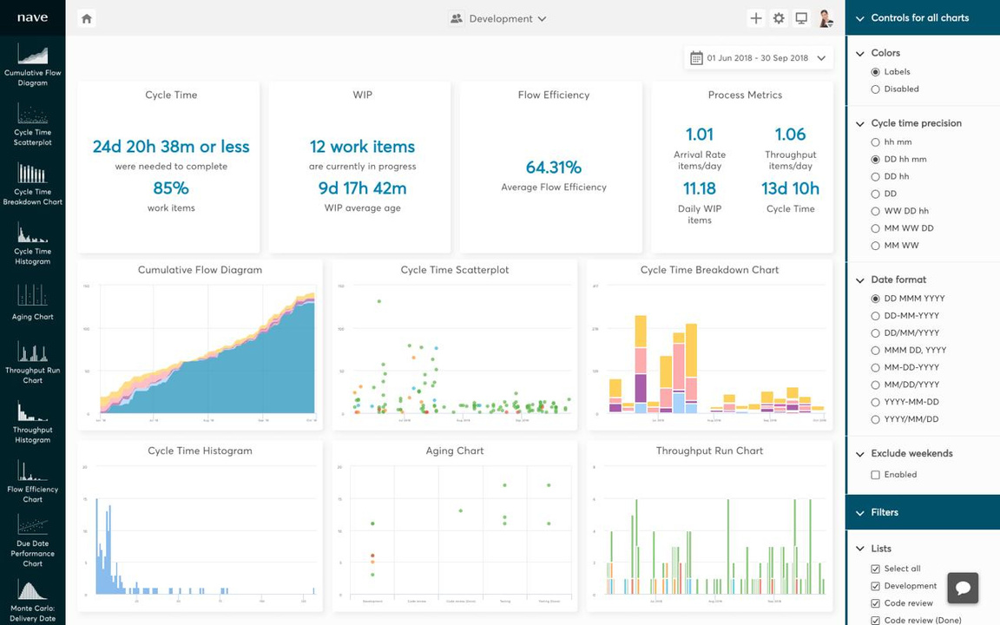 nave
Development
Controls for all charts
01 Jun 2018 - 30 Sep 2018
Cumulative Flow
Diagram
Cycle Time
Scatterplot
Cycle Time
Breakdown Chart
Cycle Time
Histogram
Aging Chart
Throughput Run
Chart
Throughput
Histogram
Flow Efficiency
Chart
Due Date
Performance
Chart
Monte Carlo:
Delivery Date
Cycle Time
24d 20h 38m or less
were needed to complete
85%
work items
WIP
12 work items
are currently in progress
9d 17h 42m
WIP average age
Flow Efficiency
64.31%
Average Flow Efficiency
Process Metrics
1.01
Arrival Rate
items/day
1.06
Throughput
items/day
11.18
Daily WIP
items
13d 10h
Cycle Time
Cumulative Flow Diagram
Cycle Time Scatterplot
Cycle Time Breakdown Chart
Cycle Time Histogram
Aging Chart
Throughput Run Chart
Colors
Labels
Disabled
Cycle time precision
hh mm
DD hh mm
DD hh
DD
WW DD hh
MM WW DD
MM WW
Date format
DD MMM YYYY
DD-MM-YYYY
DD/MM/YYYY
MMM DD, YYYY
MM-DD-YYYY
MM/DD/YYYY
YYYY-MM-DD
YYYY/MM/DD
Exclude weekends
Enabled
Filters
Lists
Select all
Development
Code review
Code review (Done)